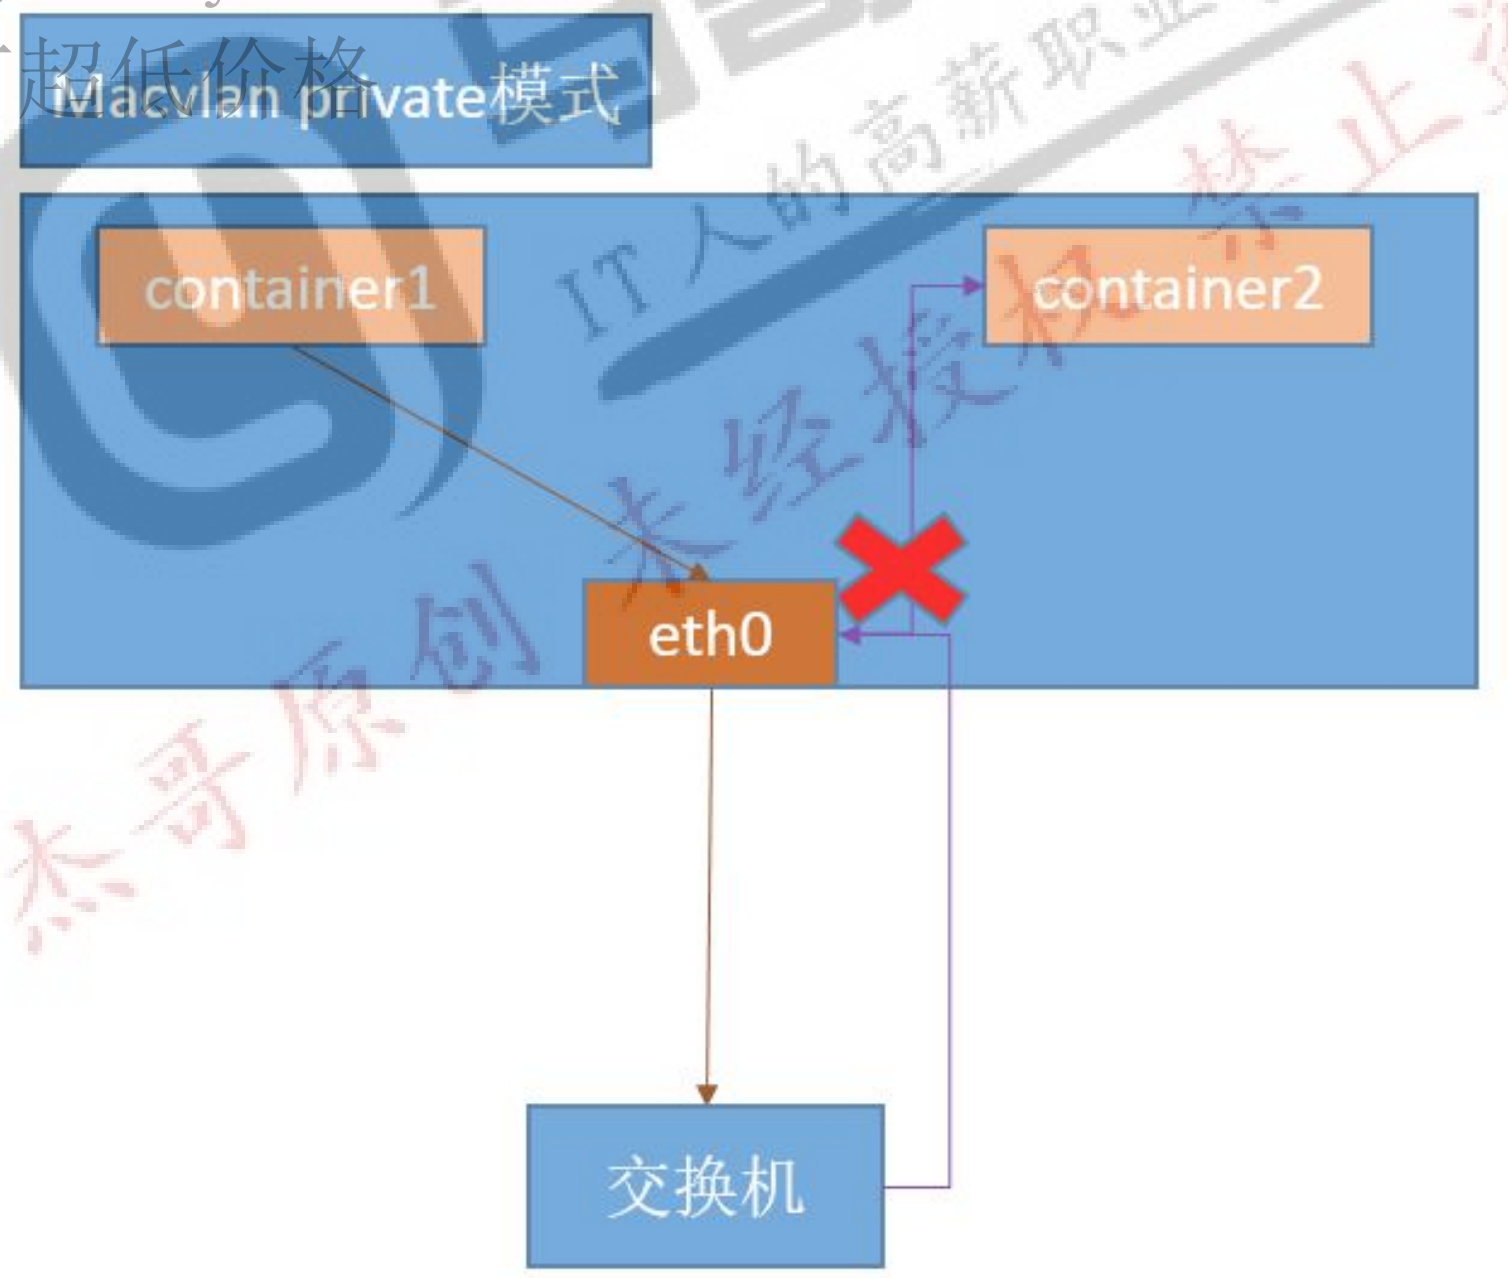 超低价格
Macvlan private模式
IT人的高薪职业
container1
container2
eth0
杰哥原创 未经授权 禁止
交换机